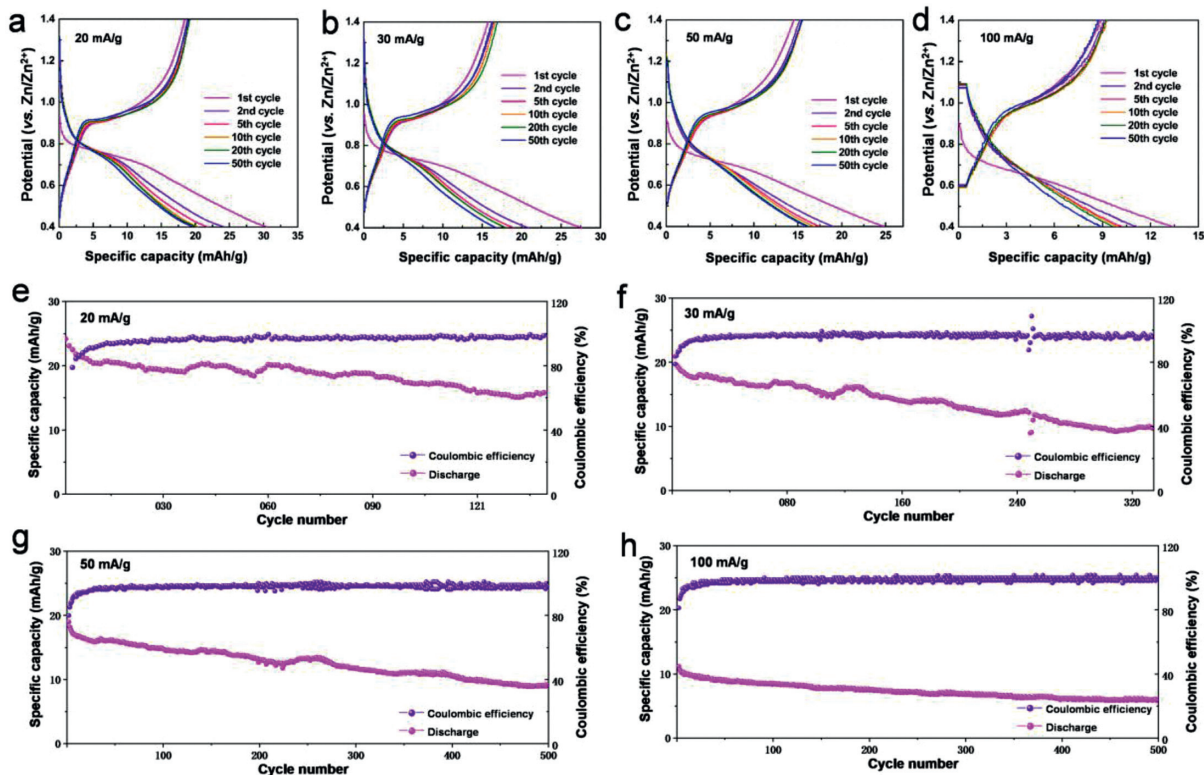 a
20 mA/g
1st cycle
2nd cycle
5th cycle
10th cycle
20th cycle
50th cycle
Potential (vs. Zn/Zn²⁺)
1.4
1.2
1.0
0.8
0.6
0.4
0 5 10 15 20 25 30 35
Specific capacity (mAh/g)
b
30 mA/g
1st cycle
2nd cycle
5th cycle
10th cycle
20th cycle
50th cycle
Potential (vs. Zn/Zn²⁺)
1.4
1.2
1.0
0.8
0.6
0.4
0 5 10 15 20 25 30
Specific capacity (mAh/g)
c
50 mA/g
1st cycle
2nd cycle
5th cycle
10th cycle
20th cycle
50th cycle
Potential (vs. Zn/Zn²⁺)
1.4
1.2
1.0
0.8
0.6
0.4
0 5 10 15 20 25
Specific capacity (mAh/g)
d
100 mA/g
1st cycle
2nd cycle
5th cycle
10th cycle
20th cycle
50th cycle
Potential (vs. Zn/Zn²⁺)
1.4
1.2
1.0
0.8
0.6
0.4
0 3 6 9 12 15
Specific capacity (mAh/g)
e
20 mA/g
Coulombic efficiency
Discharge
Specific capacity (mAh/g)
30
20
10
0
Coulombic efficiency (%)
120
80
40
0
030 060 090 121
Cycle number
f
30 mA/g
Coulombic efficiency
Discharge
Specific capacity (mAh/g)
30
20
10
0
Coulombic efficiency (%)
120
80
40
0
080 160 240 320
Cycle number
g
50 mA/g
Coulombic efficiency
Discharge
Specific capacity (mAh/g)
30
20
10
0
Coulombic efficiency (%)
120
80
40
0
100 200 300 400 500
Cycle number
h
100 mA/g
Coulombic efficiency
Discharge
Specific capacity (mAh/g)
30
20
10
0
Coulombic efficiency (%)
120
80
40
0
100 200 300 400 500
Cycle number